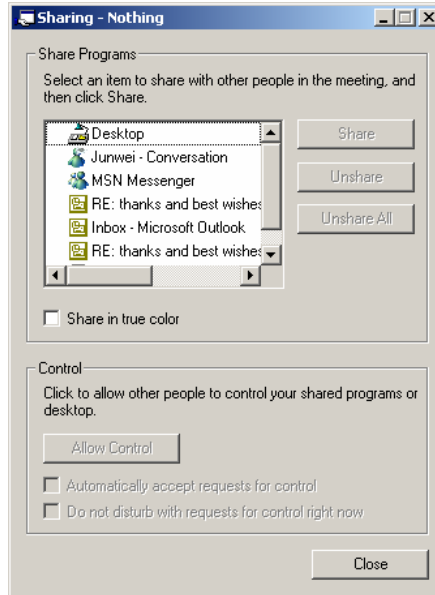 Sharing - Nothing
Share Programs
Select an item to share with other people in the meeting, and
then click Share.
Desktop
Share
Junwei - Conversation
MSN Messenger
Unshare
RE: thanks and best wishes
Inbox - Microsoft Outlook
Unshare All
RE: thanks and best wishes
Share in true color
Control
Click to allow other people to control your shared programs or
desktop.
Allow Control
Automatically accept requests for control
Do not disturb with requests for control right now
Close